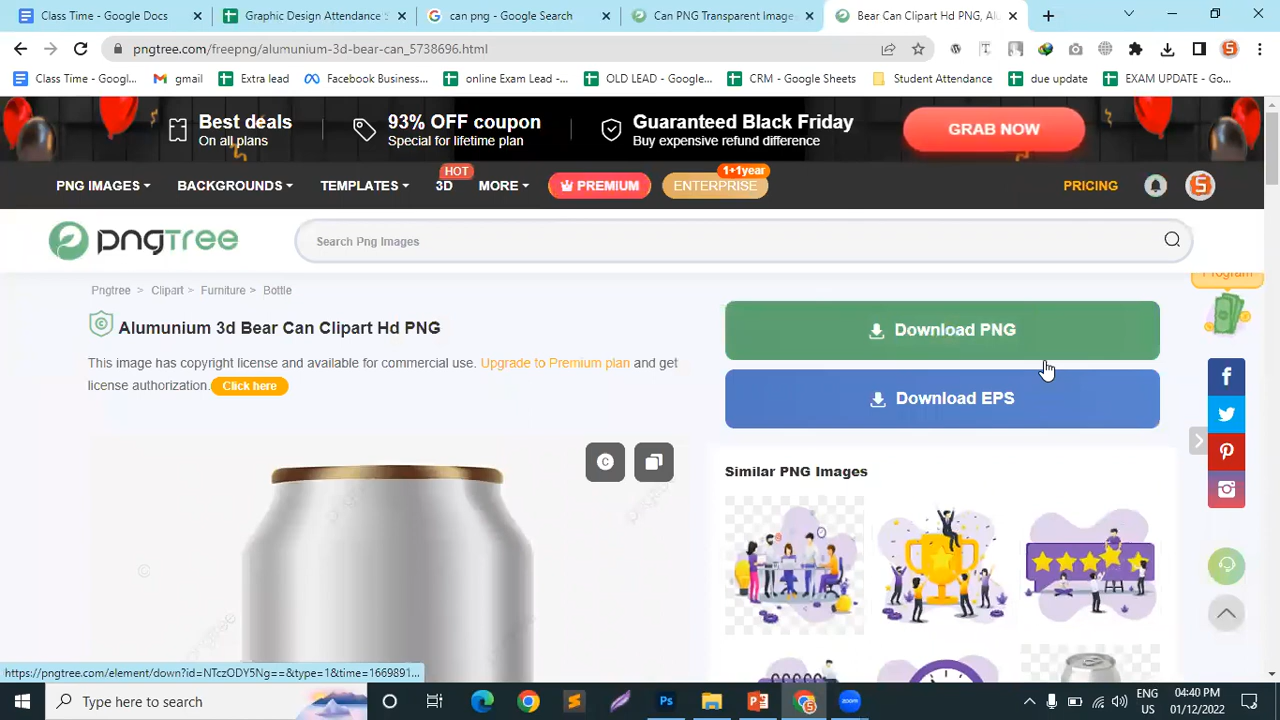 Class Times (PC)
Graphic Design Attendance
can png - Google Search
Can PNG Transparent Image
Bear Can Clipart Hd PNG, Al
pngtree.com/freepng/alumunium-3d-bear-can_5738696.html
Class Time - Googl...
gmail
Extra lead
Facebook Business...
online Exam Lead -...
OLD LEAD - Google...
CRM - Google Sheets
Student Attendance
due update
EXAM UPDATE - Go...
Best deals
On all plans
93% OFF coupon
Special for lifetime plan
Guaranteed Black Friday
Buy expensive refund difference
GRAB NOW
HOT
1+1year
PNG IMAGES
BACKGROUNDS
TEMPLATES
3D
MORE
PREMIUM
ENTERPRISE
PRICING
pngtree
Search Png Images
Program
Pngtree > Clipart > Furniture > Bottle
Alumunium 3d Bear Can Clipart Hd PNG
This image has copyright license and available for commercial use. Upgrade to Premium plan and get
license authorization. Click here
Download PNG
Download EPS
Similar PNG Images
https://pngtree.com/element/down?id=NTczODY5Ng==&type=1&time=1669891...
Type here to search
ENG
US
04:40 PM
01/12/2022